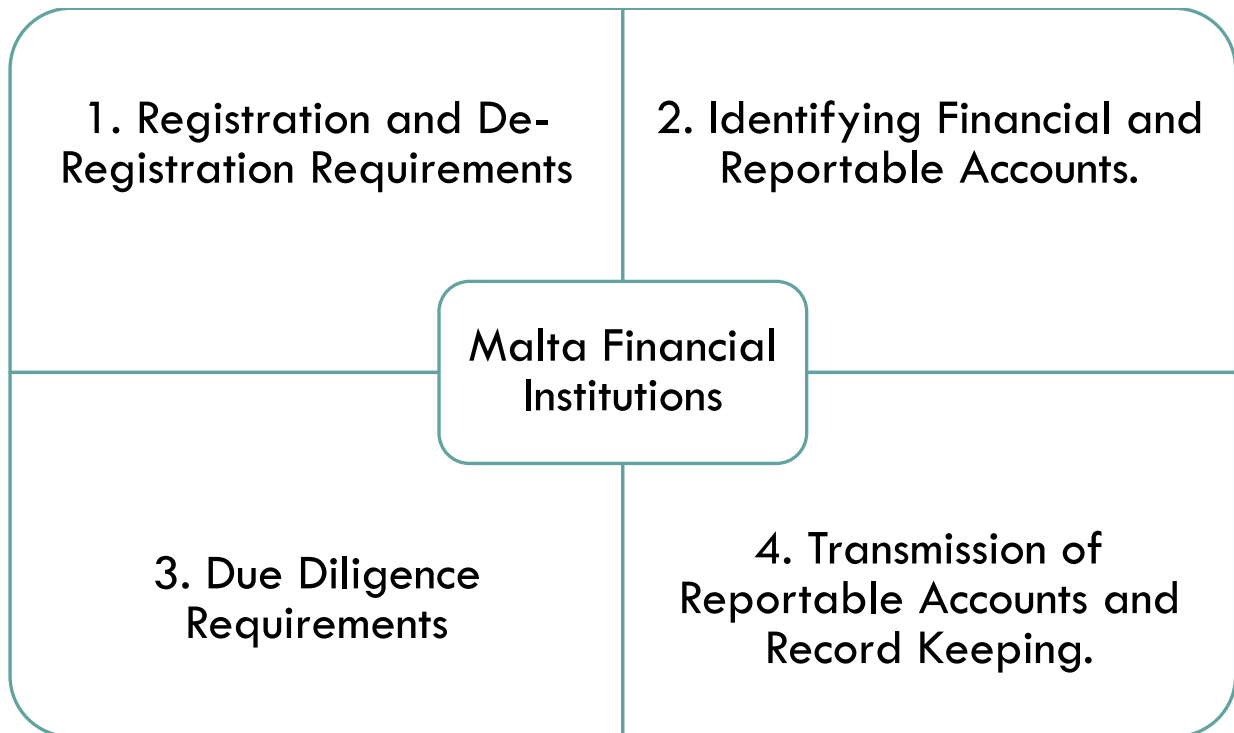 1. Registration and De-
Registration Requirements
2. Identifying Financial and
Reportable Accounts.
Malta Financial
Institutions
3. Due Diligence
Requirements
4. Transmission of
Reportable Accounts and
Record Keeping.